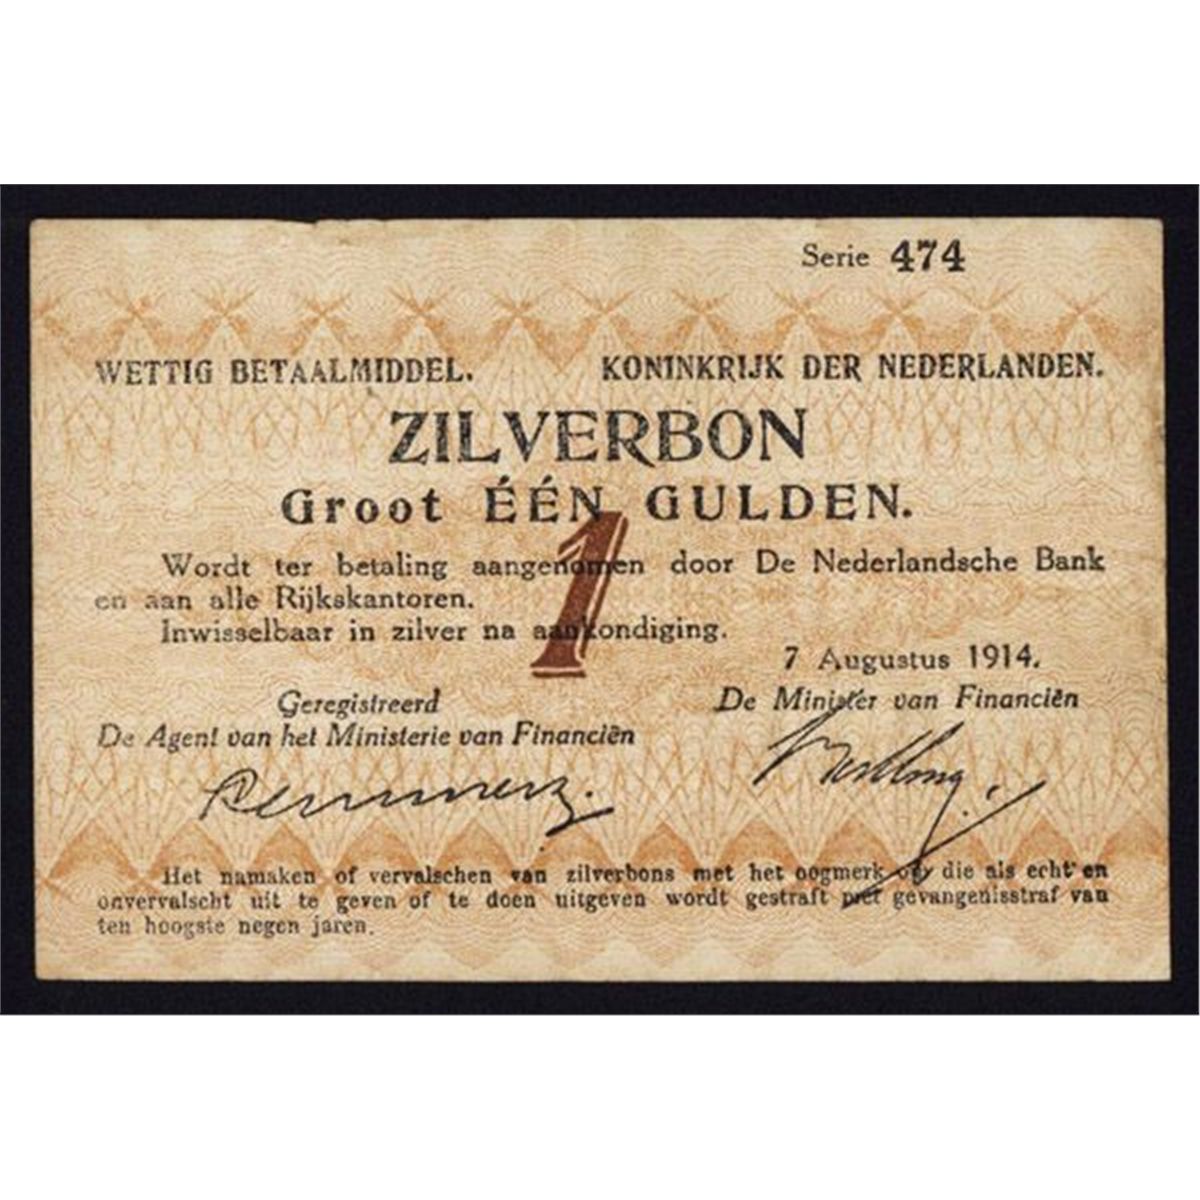 Serie 474
WETTIG BETAALMIDDEL. KONINKRIJK DER NEDERLANDEN.
ZILVERBON
Groot ÉÉN GULDEN.
1
Wordt ter betaling aangenomen door De Nederlandsche Bank
en aan alle Rijkskantoren.
Inwisselbaar in zilver na aankondiging.
7 Augustus 1914.
Geregistreerd De Minister van Financiën
De Agent van het Ministerie van Financiën
Het namaken of vervalschen van zilverbons met het oogmerk om die als echt en
onvervalscht uit te geven of te doen uitgeven wordt gestraft met gevangenisstraf van
ten hoogste negen jaren.